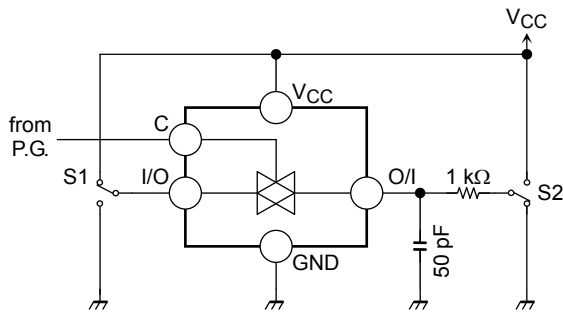 VCC
VCC
from
P.G.
C
S1
I/O
O/I
1 kΩ
S2
50 pF
GND